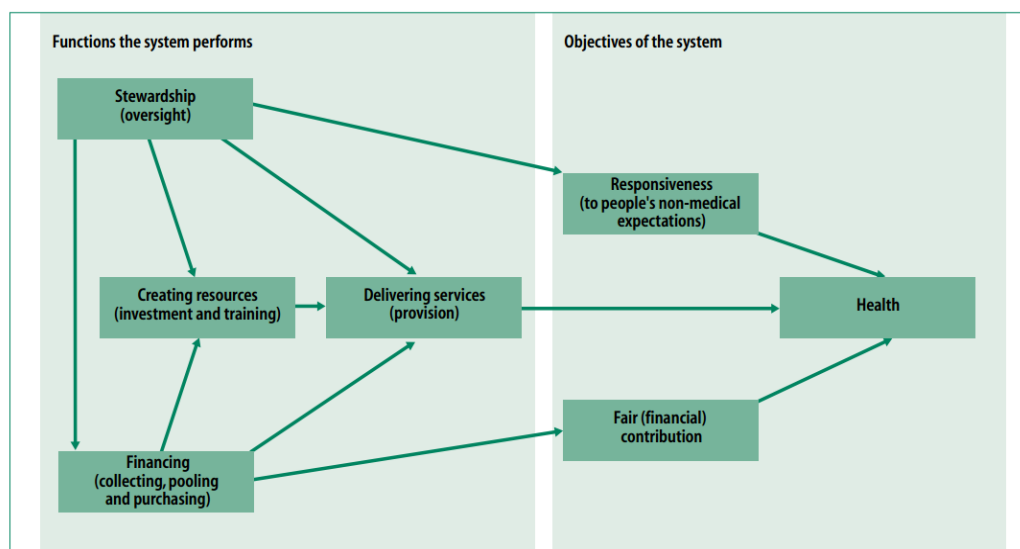 Functions the system performs
Objectives of the system
Stewardship
(oversight)
Responsiveness
(to people's non-medical
expectations)
Creating resources
(investment and training)
Delivering services
(provision)
Health
Fair (financial)
contribution
Financing
(collecting, pooling
and purchasing)